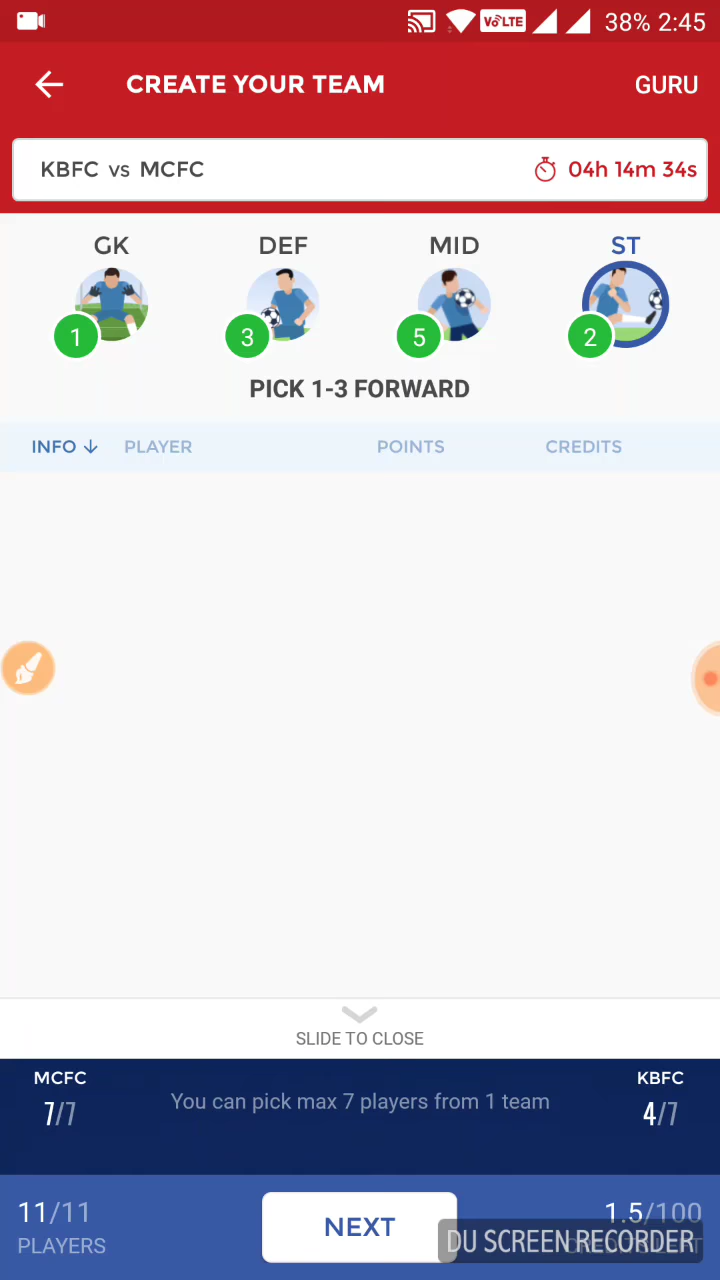 VoLTE 38% 2:45
CREATE YOUR TEAM GURU
KBFC vs MCFC 04h 14m 34s
GK DEF MID ST
1 3 5 2
PICK 1-3 FORWARD
INFO PLAYER POINTS CREDITS
SLIDE TO CLOSE
MCFC KBFC
You can pick max 7 players from 1 team
7/7 4/7
11/11 1.5/100
NEXT
PLAYERS CREDITS LEFT
DU SCREEN RECORDER